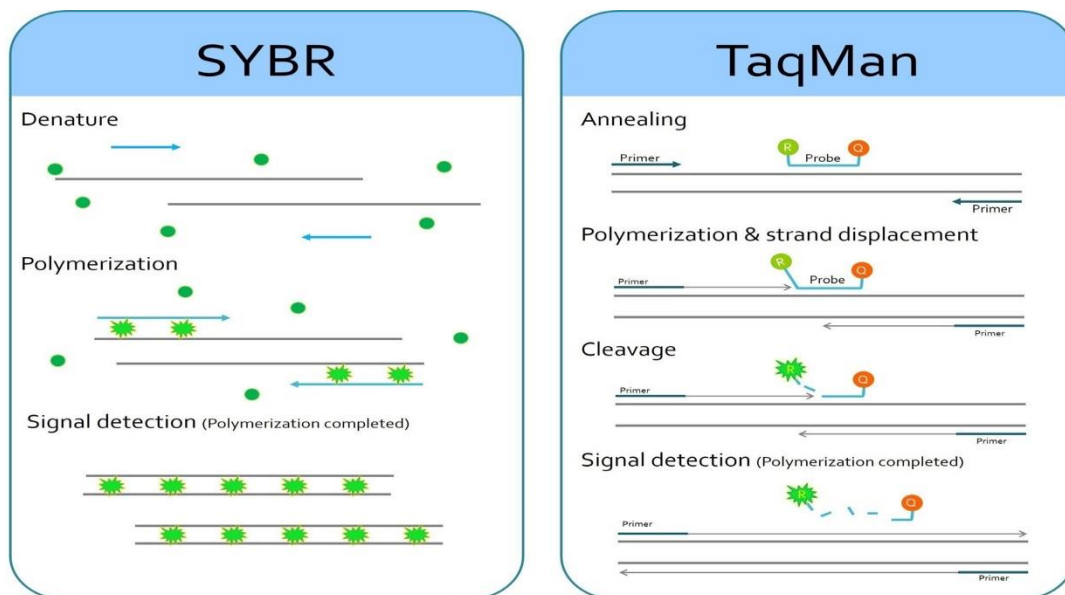 SYBR
Denature
Polymerization
Signal detection (Polymerization completed)
TaqMan
Annealing
Primer
R
Probe
Q
Primer
Polymerization & strand displacement
R
Q
Primer
Probe
Primer
Cleavage
R
Q
Primer
Primer
Signal detection (Polymerization completed)
R
Q
Primer
Primer